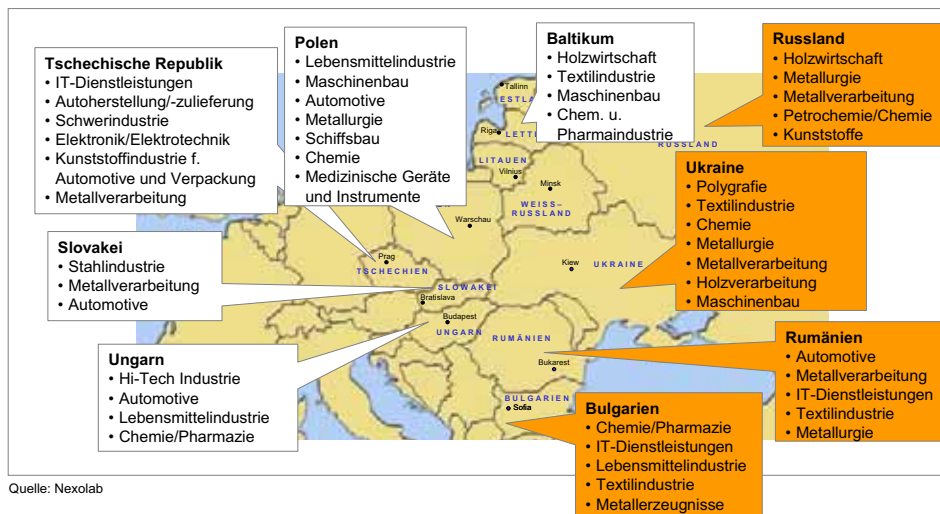 Tschechische Republik
• IT-Dienstleistungen
• Autoherstellung/-zulieferung
• Schwerindustrie
• Elektronik/Elektrotechnik
• Kunststoffindustrie f.
Automotive und Verpackung
• Metallverarbeitung
Polen
• Lebensmittelindustrie
• Maschinenbau
• Automotive
• Metallurgie
• Schiffsbau
• Chemie
• Medizinische Geräte
und Instrumente
Baltikum
• Holzwirtschaft
• Textilindustrie
• Maschinenbau
• Chem. u.
Pharmaindustrie
Russland
• Holzwirtschaft
• Metallurgie
• Metallverarbeitung
• Petrochemie/Chemie
• Kunststoffe
Ukraine
• Polygrafie
• Textilindustrie
• Chemie
• Metallurgie
• Metallverarbeitung
• Holzverarbeitung
• Maschinenbau
Slovakei
• Stahlindustrie
• Metallverarbeitung
• Automotive
Ungarn
• Hi-Tech Industrie
• Automotive
• Lebensmittelindustrie
• Chemie/Pharmazie
Rumänien
• Automotive
• Metallverarbeitung
• IT-Dienstleistungen
• Textilindustrie
• Metallurgie
Bulgarien
• Chemie/Pharmazie
• IT-Dienstleistungen
• Lebensmittelindustrie
• Textilindustrie
• Metallerzeugnisse
Tallinn
ESTLA
Riga
LETT
RUSSLAND
LITAUEN
Vilnius
Minsk
WEISS–
RUSSLAND
Warschau
Prag
TSCHECHIEN
Kiew
UKRAINE
SLOWAKEI
Bratislava
Budapest
UNGARN
RUMÄNIEN
Bukarest
BULGARIEN
Sofia
Quelle: Nexolab